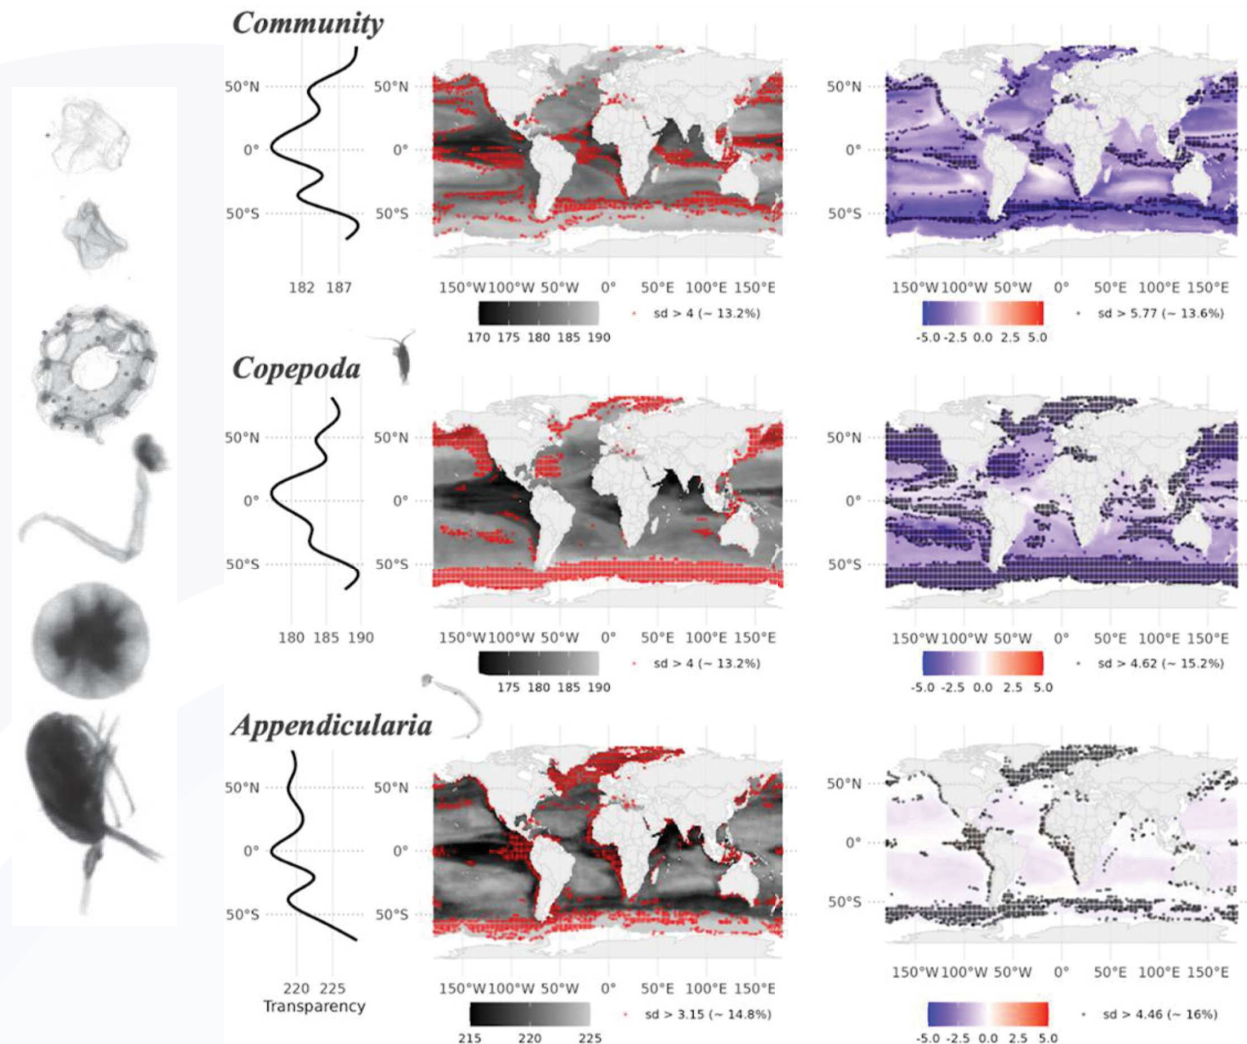 Community
50°N
0°
50°S
182 187
50°N
0°
50°S
150°W100°W 50°W 0° 50°E 100°E 150°E
170 175 180 185 190
sd > 4 (~ 13.2%)
50°N
0°
50°S
150°W100°W 50°W 0° 50°E 100°E 150°E
-5.0 -2.5 0.0 2.5 5.0
sd > 5.77 (~ 13.6%)
Copepoda
50°N
0°
50°S
180 185 190
50°N
0°
50°S
150°W100°W 50°W 0° 50°E 100°E 150°E
175 180 185 190
sd > 4 (~ 13.2%)
50°N
0°
50°S
150°W100°W 50°W 0° 50°E 100°E 150°E
-5.0 -2.5 0.0 2.5 5.0
sd > 4.62 (~ 15.2%)
Appendicularia
50°N
0°
50°S
220 225
Transparency
50°N
0°
50°S
150°W100°W 50°W 0° 50°E 100°E 150°E
215 220 225
sd > 3.15 (~ 14.8%)
50°N
0°
50°S
150°W100°W 50°W 0° 50°E 100°E 150°E
-5.0 -2.5 0.0 2.5 5.0
sd > 4.46 (~ 16%)